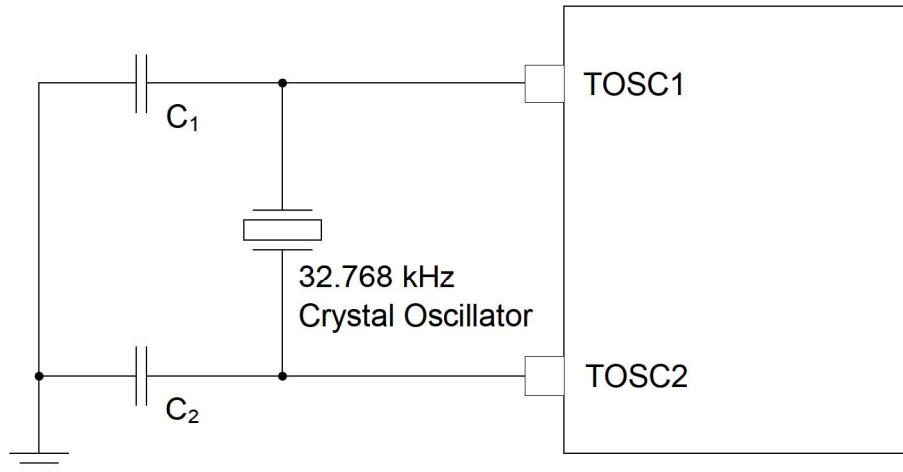 TOSC1
C₁
32.768 kHz
Crystal Oscillator
TOSC2
C₂